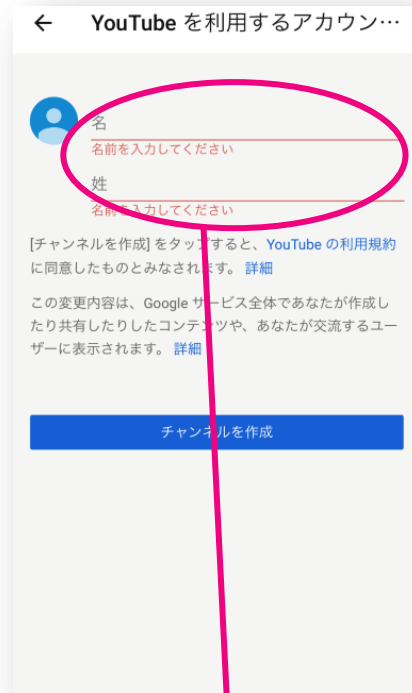 YouTube を利用するアカウン…
名
名前を入力してください
姓
名前を入力してください
[チャンネルを作成] をタップすると、YouTube の利用規約
に同意したものとみなされます。 詳細
この変更内容は、Google サービス全体であなたが作成し
たり共有したりしたコンテンツや、あなたが交流するユー
ザーに表示されます。 詳細
チャンネルを作成